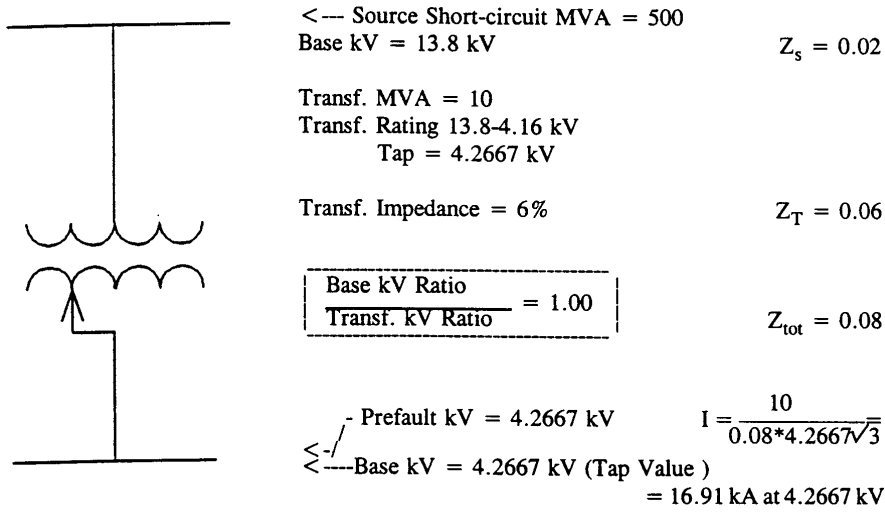 <--- Source Short-circuit MVA = 500
Base kV = 13.8 kV
Z_s = 0.02
Transf. MVA = 10
Transf. Rating 13.8-4.16 kV
Tap = 4.2667 kV
Transf. Impedance = 6%
Z_T = 0.06
Base kV Ratio
Transf. kV Ratio
= 1.00
Z_tot = 0.08
Prefault kV = 4.2667 kV
I = 10 / 0.08*4.2667√3 =
<----Base kV = 4.2667 kV (Tap Value )
= 16.91 kA at 4.2667 kV